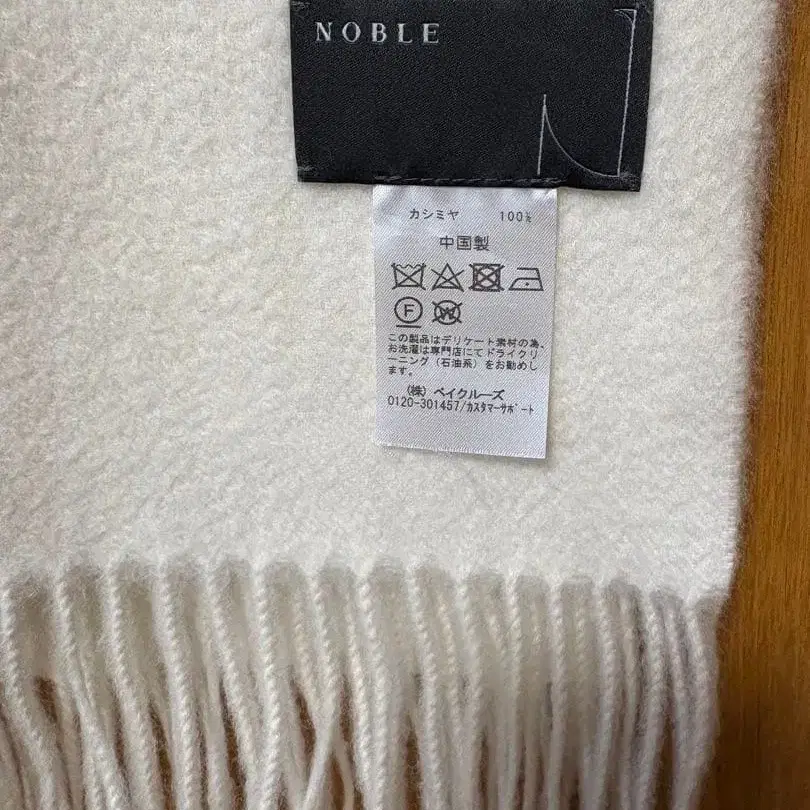 NOBLE
カシミヤ 100%
中国製
F
W
この製品はデリケート素材の為、
お洗濯は専門店にてドライクリ
ーニング（石油系）をお勧めし
ます。
（株）ベイクルーズ
0120-301457/カスタマーサポート